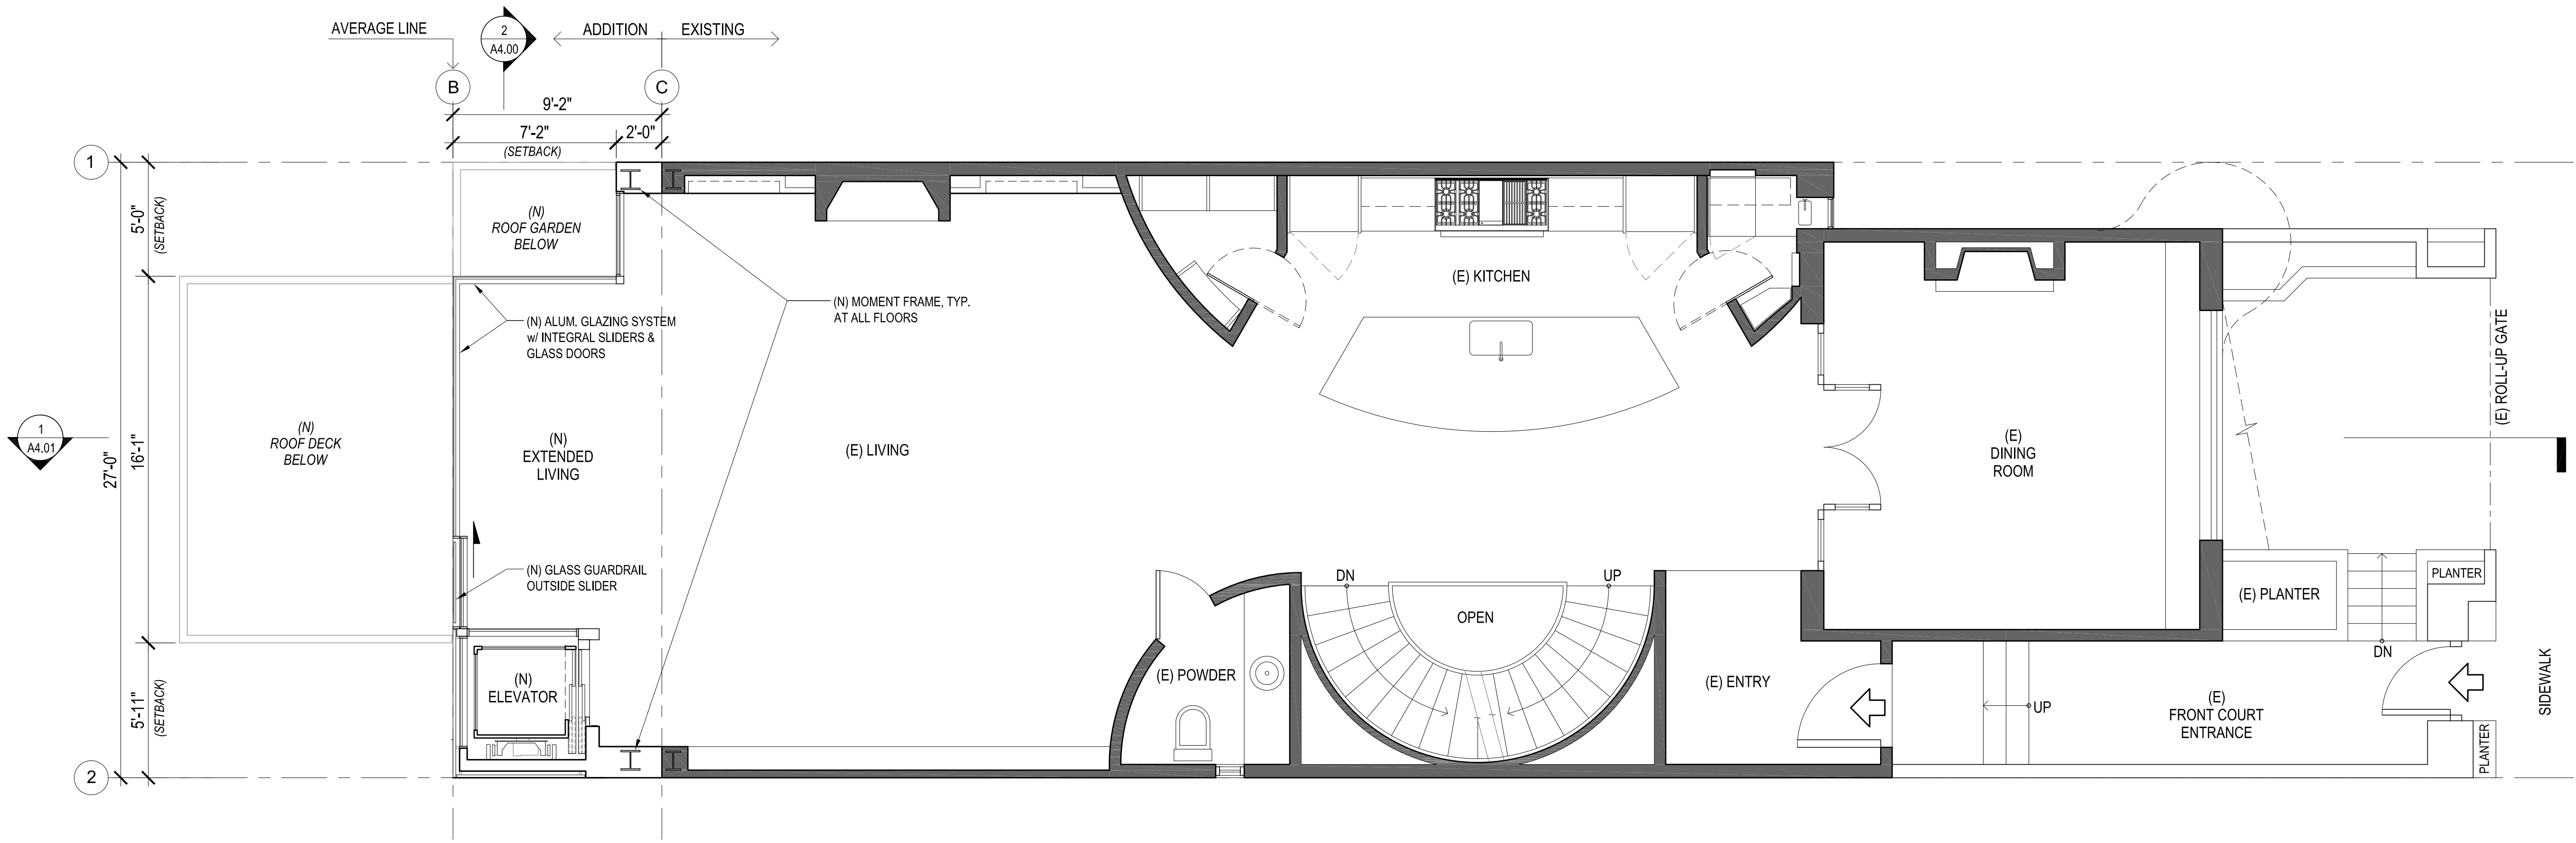 AVERAGE LINE
2
A4.00
ADDITION
EXISTING
B
C
9'-2"
7'-2"
2'-0"
(SETBACK)
1
5'-0"
(SETBACK)
(N)
ROOF GARDEN
BELOW
(N) MOMENT FRAME, TYP.
AT ALL FLOORS
(E) KITCHEN
(N) ALUM. GLAZING SYSTEM
w/ INTEGRAL SLIDERS &
GLASS DOORS
(E) ROLL-UP GATE
1
A4.01
27'-0"
16'-1"
(N)
ROOF DECK
BELOW
(N)
EXTENDED
LIVING
(E) LIVING
(E)
DINING
ROOM
(N) GLASS GUARDRAIL
OUTSIDE SLIDER
DN
UP
OPEN
(E) PLANTER
PLANTER
DN
5'-11"
(SETBACK)
(N)
ELEVATOR
(E) POWDER
(E) ENTRY
UP
(E)
FRONT COURT
ENTRANCE
SIDEWALK
PLANTER
2